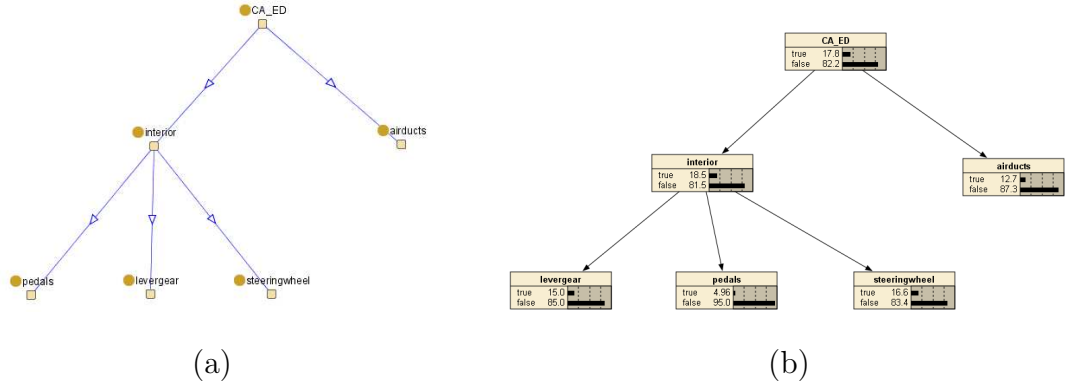 CA_ED
interior
airducts
pedals
levergear
steeringwheel
(a)
CA_ED
true 17.8
false 82.2
interior
true 18.5
false 81.5
airducts
true 12.7
false 87.3
levergear
true 15.0
false 85.0
pedals
true 4.96
false 95.0
steeringwheel
true 16.6
false 83.4
(b)